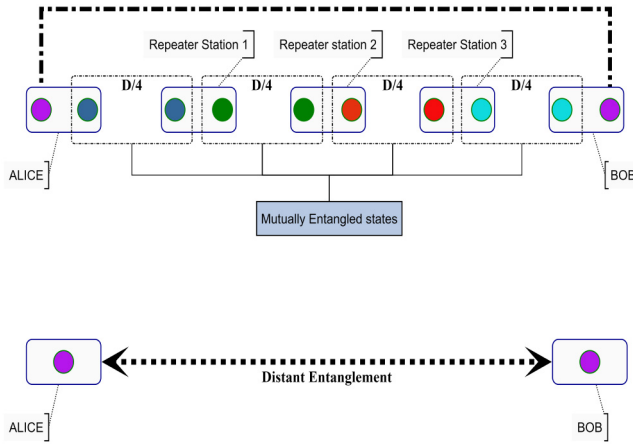 Repeater Station 1
Repeater station 2
Repeater Station 3
D/4
D/4
D/4
D/4
ALICE
BOB
Mutually Entangled states
Distant Entanglement
ALICE
BOB